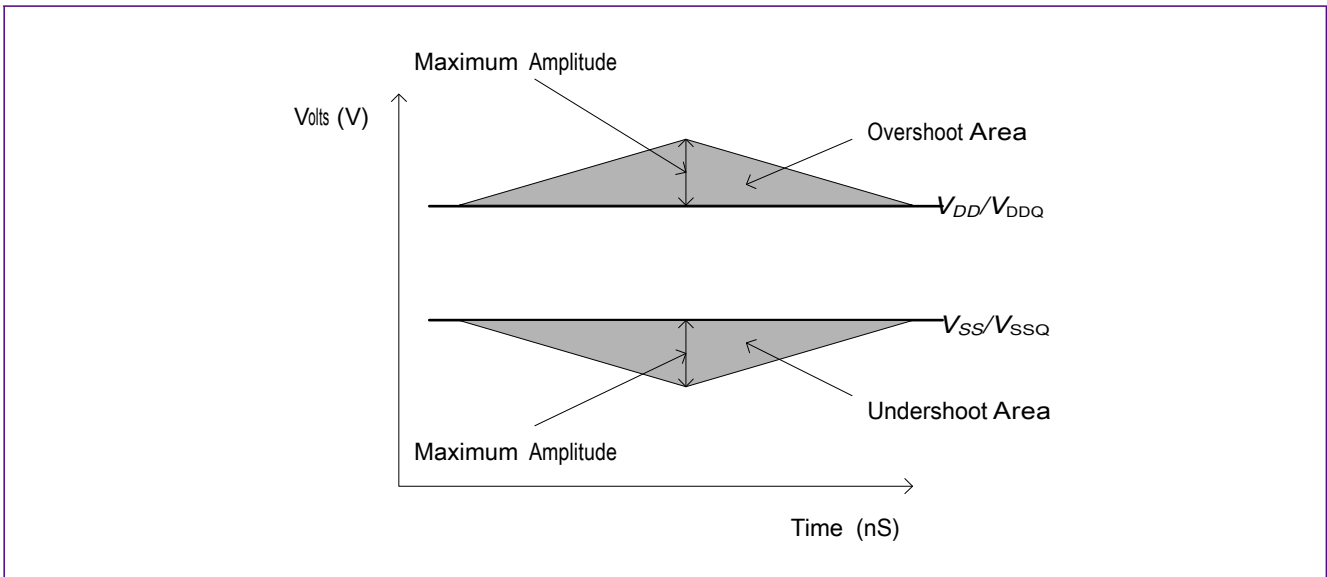 Maximum Amplitude
Volts (V)
Overshoot Area
VDD/VDDQ
VSS/VSSQ
Undershoot Area
Maximum Amplitude
Time (nS)